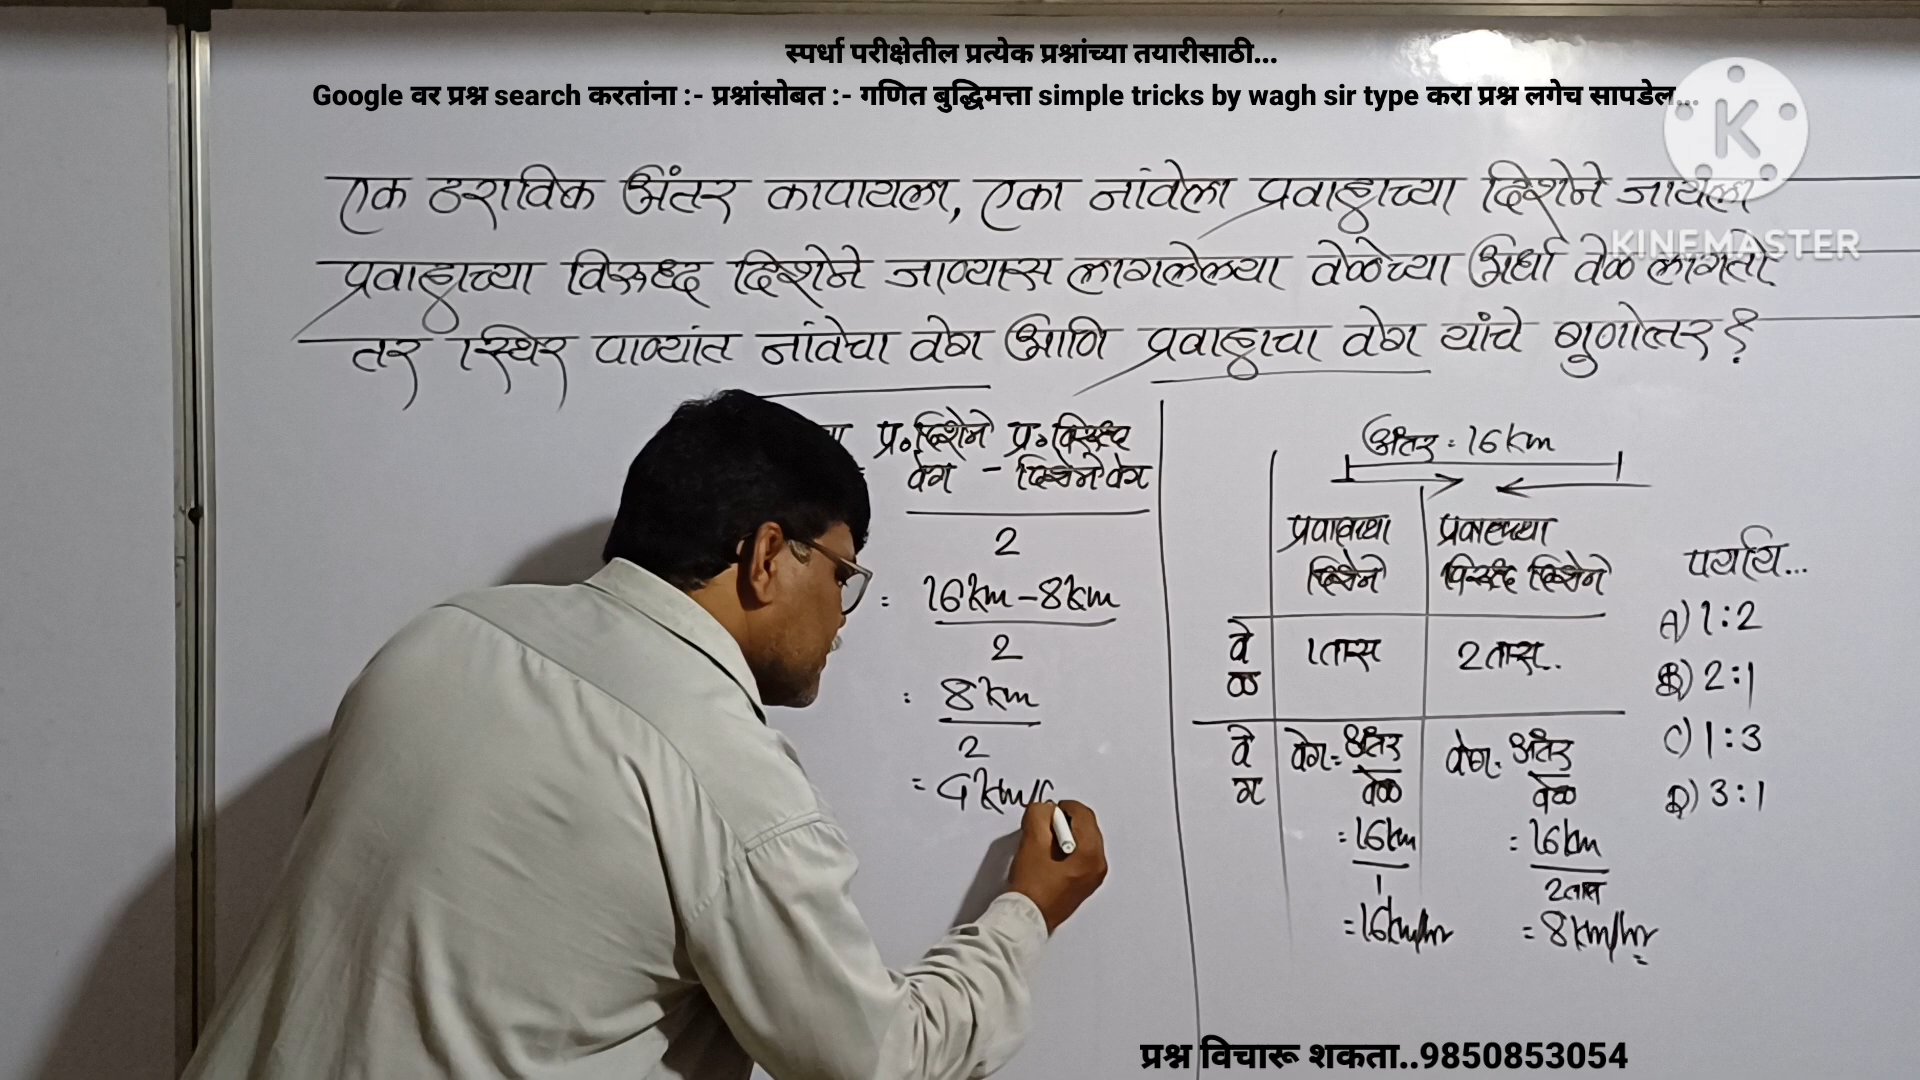 स्पर्धा परीक्षेतील प्रत्येक प्रश्नांच्या तयारीसाठी...
Google वर प्रश्न search करतांना :- प्रश्नांसोबत :- गणित बुद्धिमत्ता simple tricks by wagh sir type करा प्रश्न लगेच सापडेल...
K
KINEMASTER
एक ठराविक अंतर कापायला, एका नांवेला प्रवाहाच्या दिशेने जायला
प्रवाहाच्या विरुध्द दिशेने जाण्यास लागलेल्या वेळेच्या अर्धा वेळ लागतो
तर स्थिर पाण्यांत नांवेचा वेग आणि प्रवाहाचा वेग यांचे गुणोत्तर ?
प्र. दिशेने प्र. विरुध्द
वेग - दिशेने वेग
2
= 16km - 8km
2
= 8km
2
= 4km/
अंतर = 16km
प्रवाहाच्या दिशेने
प्रवाहाच्या विरुध्द दिशेने
वेळ
1तास
2तास..
वेग
वेग = अंतर
वेळ
= 16km
1
= 16km/hr
वेग = अंतर
वेळ
= 16km
2तास
= 8km/hr
पर्याय...
A) 1:2
B) 2:1
C) 1:3
D) 3:1
प्रश्न विचारू शकता..9850853054